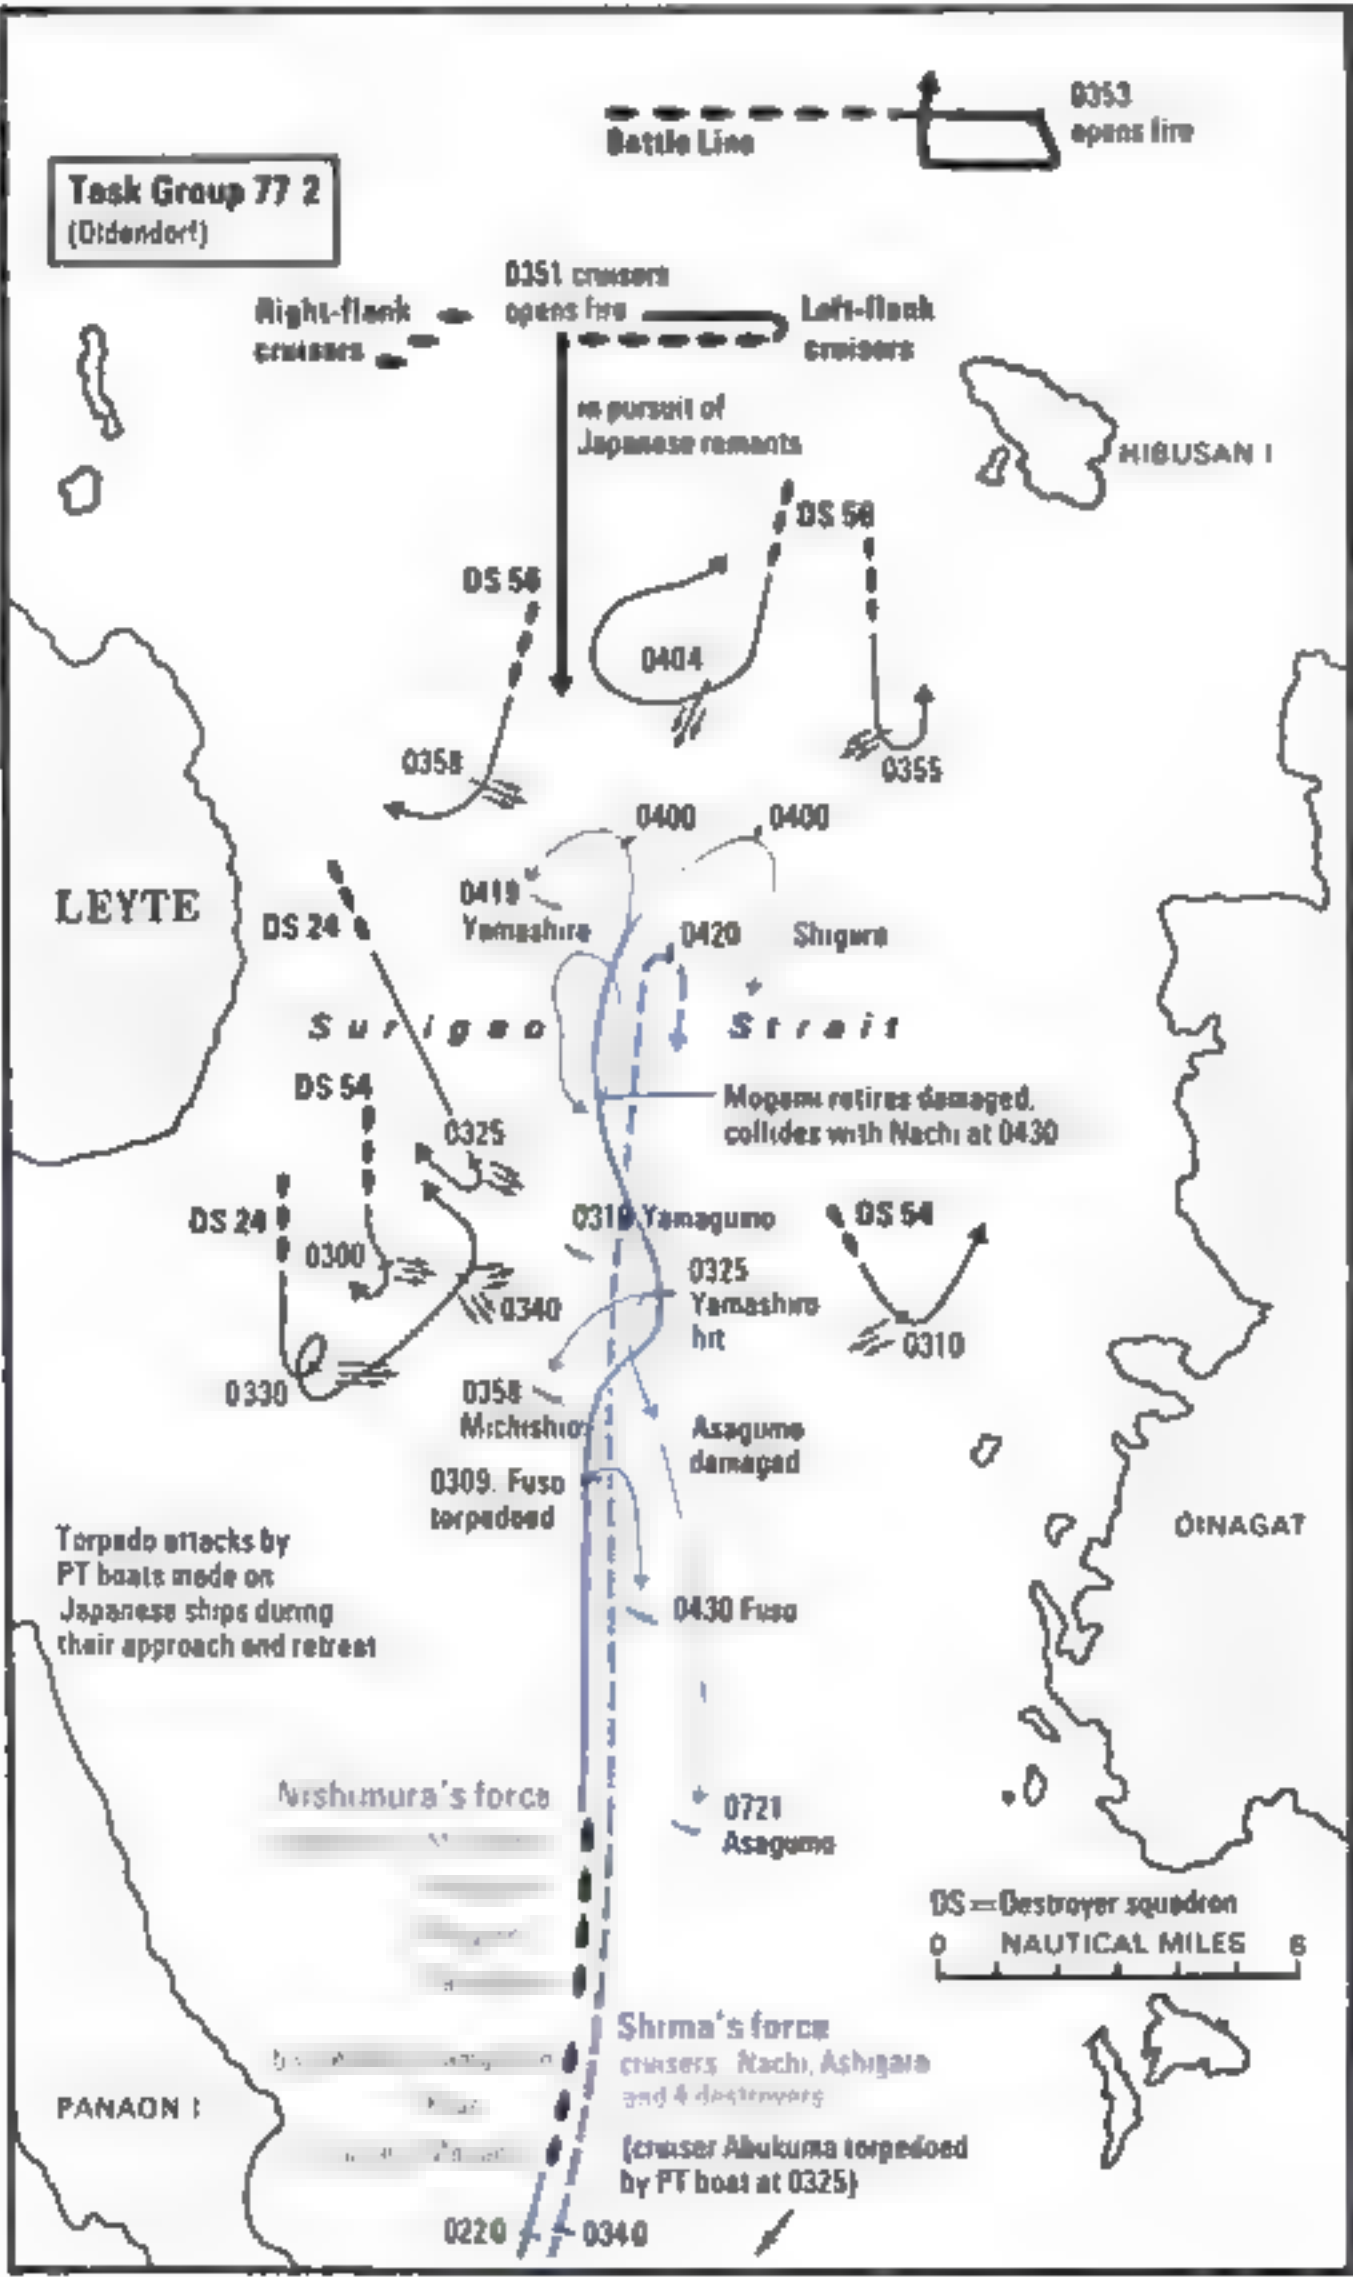 0353
opens fire
Battle Line
Task Group 77 2
(Oldendorf)
0351 cruisers
opens fire
Right-flank
cruisers
Left-flank
cruisers
in pursuit of
Japanese remants
HIBUSAN I
DS 56
DS 56
0404
0358
0355
0400
0400
LEYTE
0419
Yamashiro
DS 24
0420
Shigure
Surigao Strait
DS 54
Mogami retires damaged,
collides with Nachi at 0430
0325
DS 24
0300
0319 Yamagumo
DS 54
0325
Yamashiro
hit
0340
0310
0330
0358
Michishio
Asagumo
damaged
0309. Fuso
torpedoed
DINAGAT
Torpedo attacks by
PT boats made on
Japanese ships during
their approach and retreat
0430 Fuso
Nishimura's force
0721
Asagumo
DS = Destroyer squadron
0 NAUTICAL MILES 6
Shima's force
cruisers Nachi, Ashigara
and 4 destroyers
PANAON I
(cruiser Abukuma torpedoed
by PT boat at 0325)
0220
0340